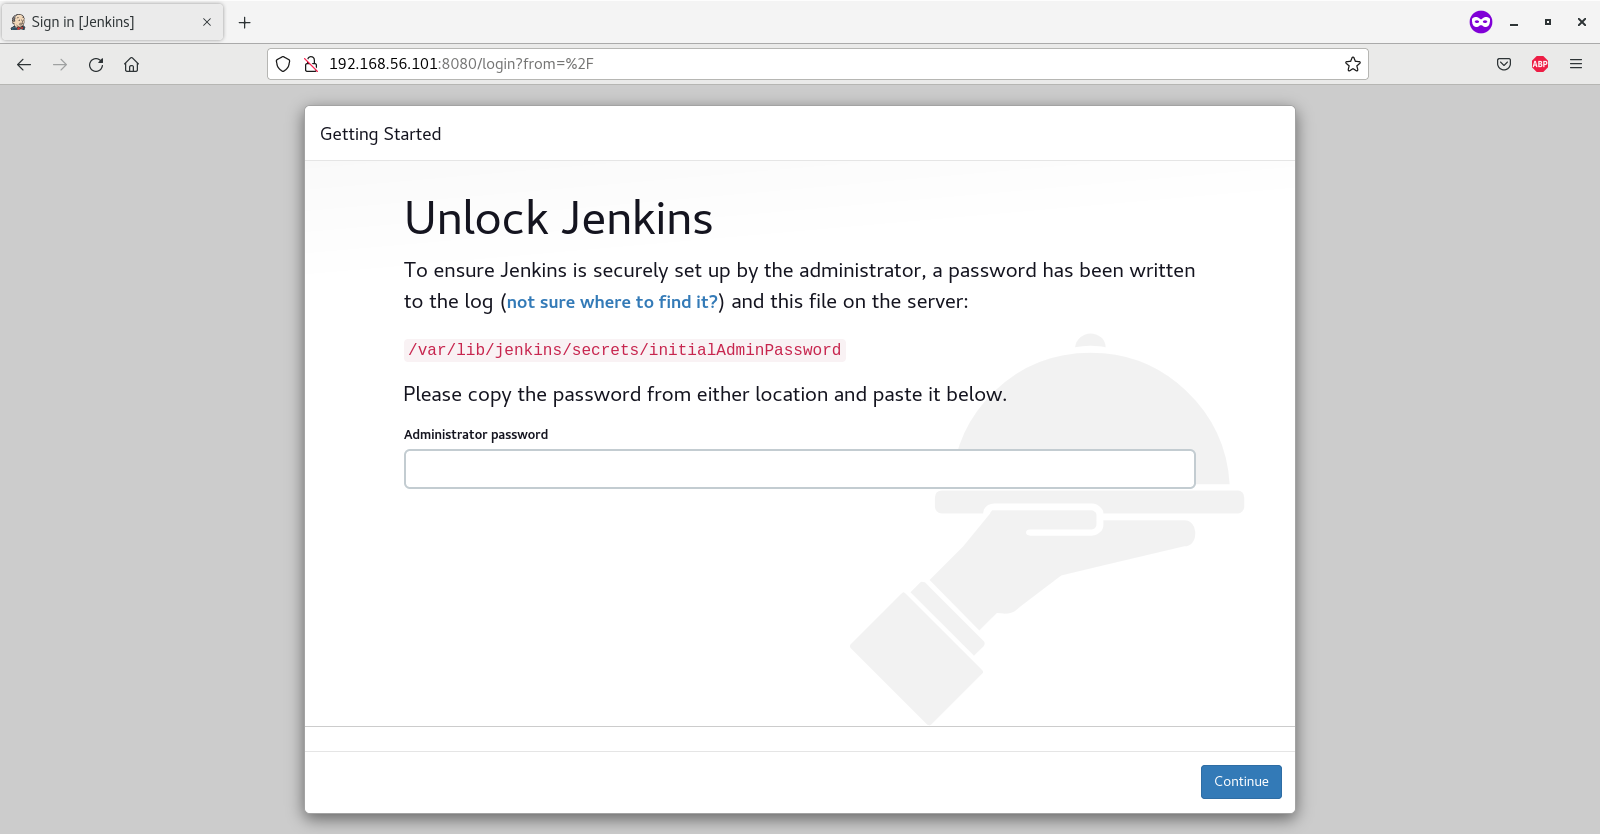 Sign in [Jenkins]
192.168.56.101:8080/login?from=%2F
ABP
Getting Started
Unlock Jenkins
To ensure Jenkins is securely set up by the administrator, a password has been written
to the log (not sure where to find it?) and this file on the server:
/var/lib/jenkins/secrets/initialAdminPassword
Please copy the password from either location and paste it below.
Administrator password
Continue